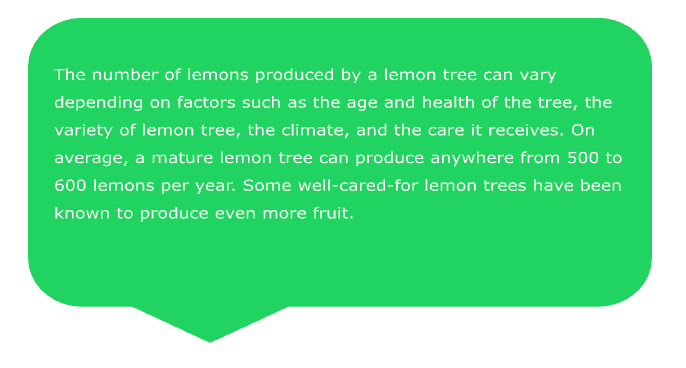 The number of lemons produced by a lemon tree can vary
depending on factors such as the age and health of the tree, the
variety of lemon tree, the climate, and the care it receives. On
average, a mature lemon tree can produce anywhere from 500 to
600 lemons per year. Some well-cared-for lemon trees have been
known to produce even more fruit.